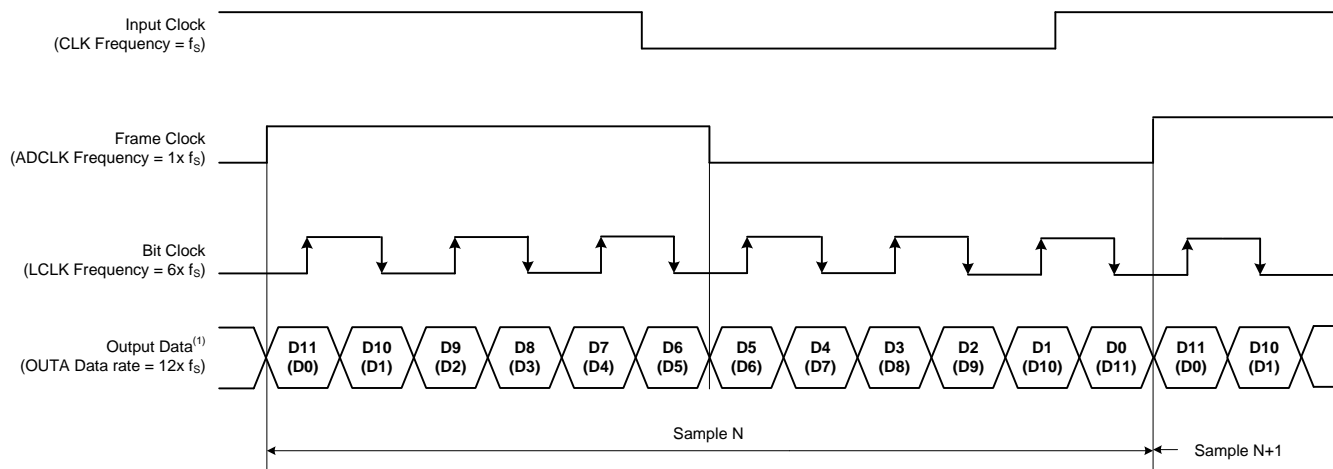 Input Clock
(CLK Frequency = fS)
Frame Clock
(ADCLK Frequency = 1x fS)
Bit Clock
(LCLK Frequency = 6x fS)
Output Data(1)
(OUTA Data rate = 12x fS)
D11 D10 D9 D8 D7 D6 D5 D4 D3 D2 D1 D0 D11 D10
(D0) (D1) (D2) (D3) (D4) (D5) (D6) (D7) (D8) (D9) (D10) (D11) (D0) (D1)
Sample N
Sample N+1